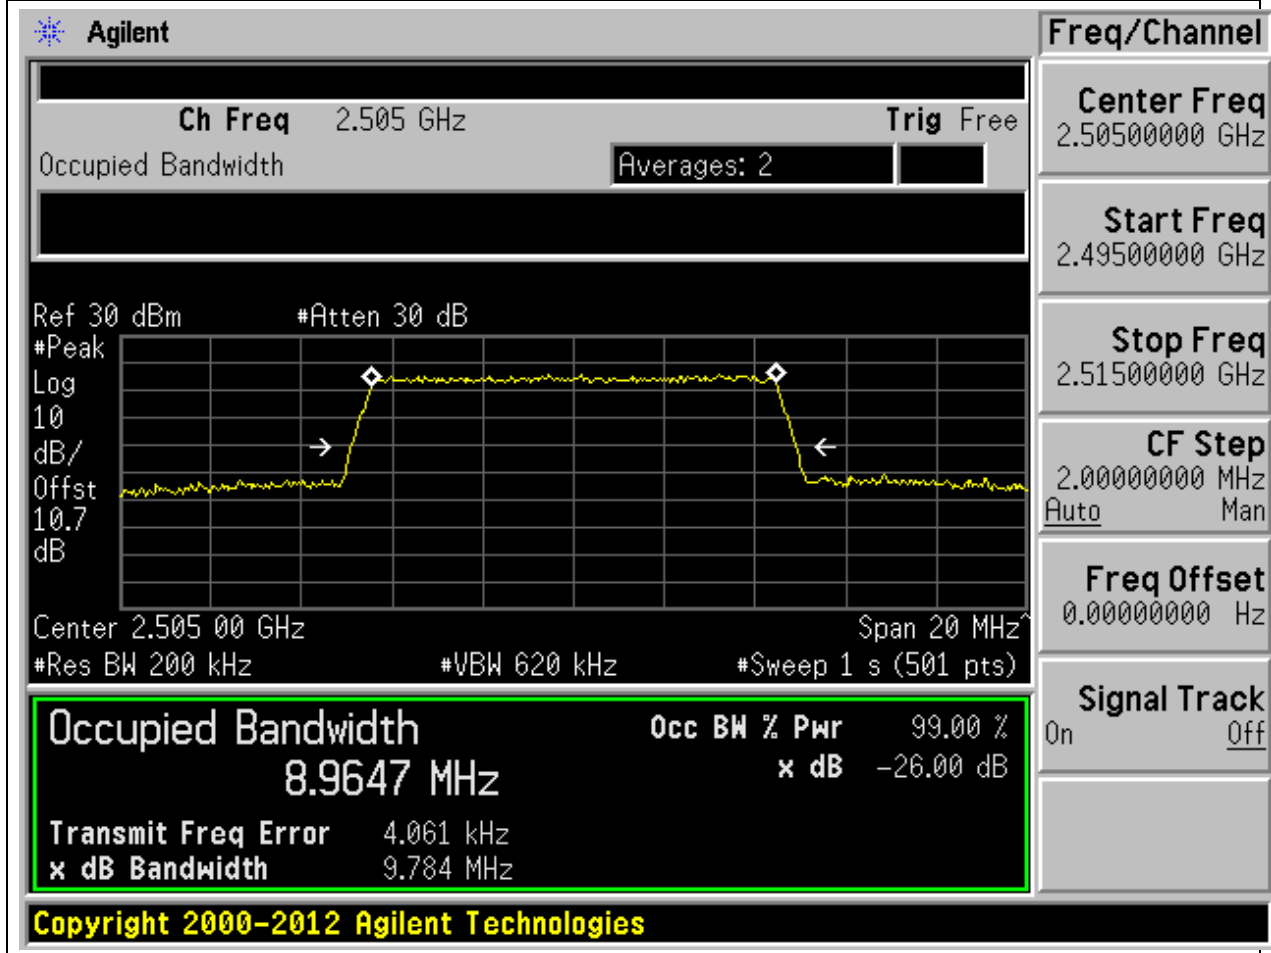 Agilent
Freq/Channel
Ch Freq 2.505 GHz Trig Free
Occupied Bandwidth Averages: 2
Center Freq
2.50500000 GHz
Start Freq
2.49500000 GHz
Stop Freq
2.51500000 GHz
CF Step
2.00000000 MHz
Auto Man
Freq Offset
0.00000000 Hz
Signal Track
On Off
Ref 30 dBm #Atten 30 dB
#Peak
Log
10
dB/
Offst
10.7
dB
Center 2.505 00 GHz Span 20 MHz^
#Res BW 200 kHz #VBW 620 kHz #Sweep 1 s (501 pts)
Occupied Bandwidth Occ BW % Pwr 99.00 %
8.9647 MHz x dB -26.00 dB
Transmit Freq Error 4.061 kHz
x dB Bandwidth 9.784 MHz
Copyright 2000-2012 Agilent Technologies